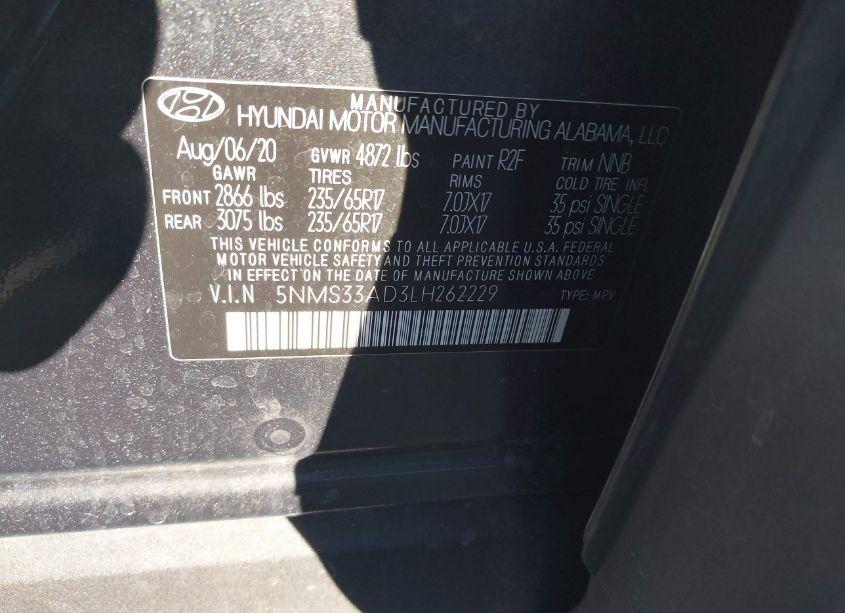 MANUFACTURED BY
HYUNDAI MOTOR MANUFACTURING ALABAMA, LLC
Aug/06/20 GVWR 4872 lbs PAINT R2F TRIM NNB
GAWR TIRES RIMS COLD TIRE INFL
FRONT 2866 lbs 235/65R17 7.0JX17 35 psi SINGLE
REAR 3075 lbs 235/65R17 7.0JX17 35 psi SINGLE
THIS VEHICLE CONFORMS TO ALL APPLICABLE U.S.A. FEDERAL
MOTOR VEHICLE SAFETY AND THEFT PREVENTION STANDARDS
IN EFFECT ON THE DATE OF MANUFACTURE SHOWN ABOVE
V.I.N 5NMS33AD3LH262229 TYPE: MPV